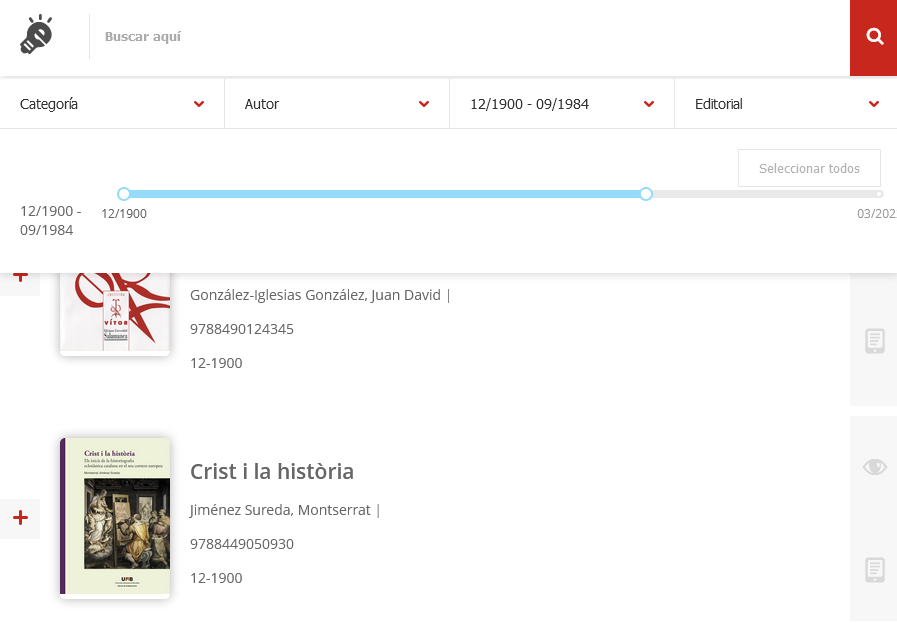 Buscar aquí
Categoría
Autor
12/1900 - 09/1984
Editorial
Seleccionar todos
12/1900 -
09/1984
12/1900
03/202
González-Iglesias González, Juan David |
9788490124345
12-1900
VÍTOR
Salamanca
Crist i la història
Els inicis de la historiografia
eclesiàstica catalana en el seu context europeu
Montserrat Jiménez Sureda
UAB
Crist i la història
Jiménez Sureda, Montserrat |
9788449050930
12-1900